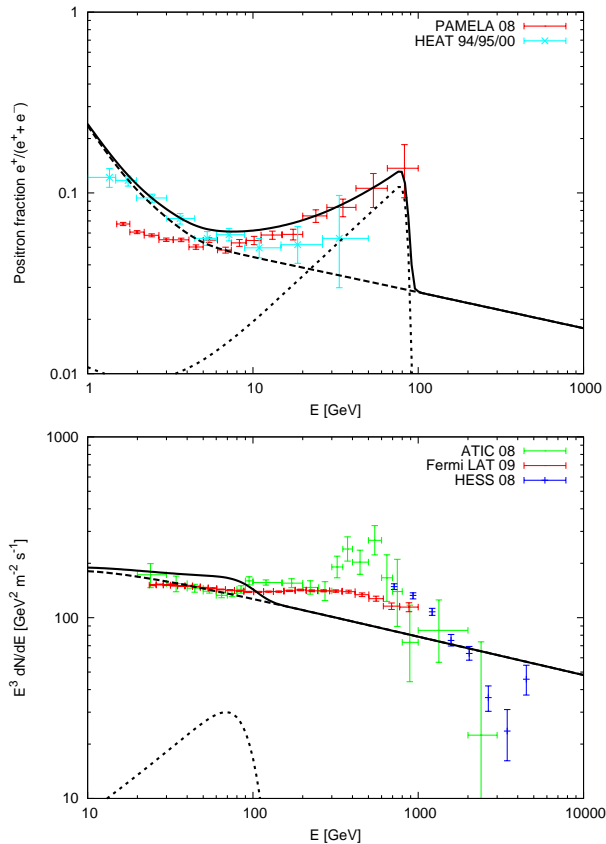 1
0.1
0.01
Positron fraction e⁺/(e⁺+ e⁻)
PAMELA 08
HEAT 94/95/00
1 10 100 1000
E [GeV]
1000
100
10
E³ dN/dE [GeV² m⁻² s⁻¹]
ATIC 08
Fermi LAT 09
HESS 08
10 100 1000 10000
E [GeV]